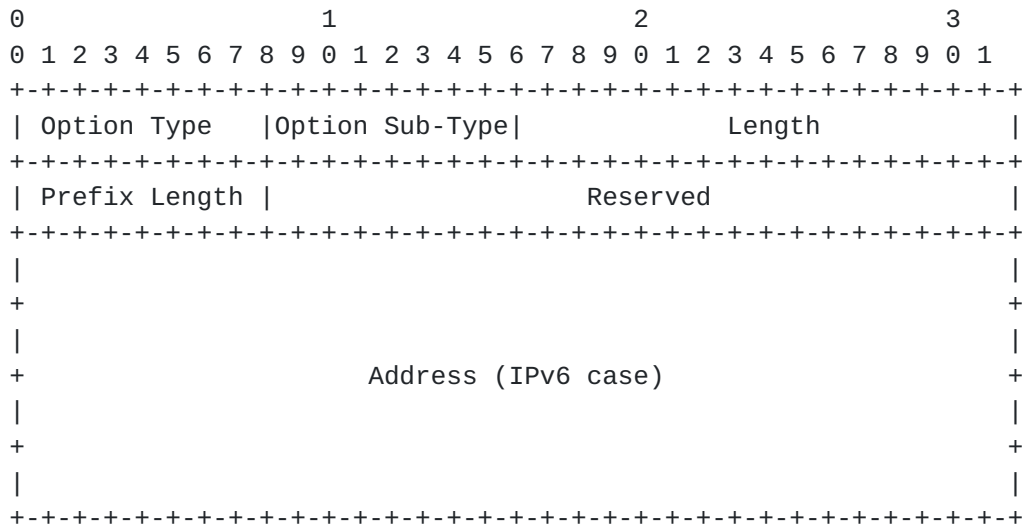 0                   1                   2                   3
0 1 2 3 4 5 6 7 8 9 0 1 2 3 4 5 6 7 8 9 0 1 2 3 4 5 6 7 8 9 0 1
+-+-+-+-+-+-+-+-+-+-+-+-+-+-+-+-+-+-+-+-+-+-+-+-+-+-+-+-+-+-+-+-+
| Option Type   |Option Sub-Type|             Length            |
+-+-+-+-+-+-+-+-+-+-+-+-+-+-+-+-+-+-+-+-+-+-+-+-+-+-+-+-+-+-+-+-+
| Prefix Length |                    Reserved                   |
+-+-+-+-+-+-+-+-+-+-+-+-+-+-+-+-+-+-+-+-+-+-+-+-+-+-+-+-+-+-+-+-+
|                                                               |
+                                                               +
|                                                               |
+                      Address (IPv6 case)                      +
|                                                               |
+                                                               +
|                                                               |
+-+-+-+-+-+-+-+-+-+-+-+-+-+-+-+-+-+-+-+-+-+-+-+-+-+-+-+-+-+-+-+-+